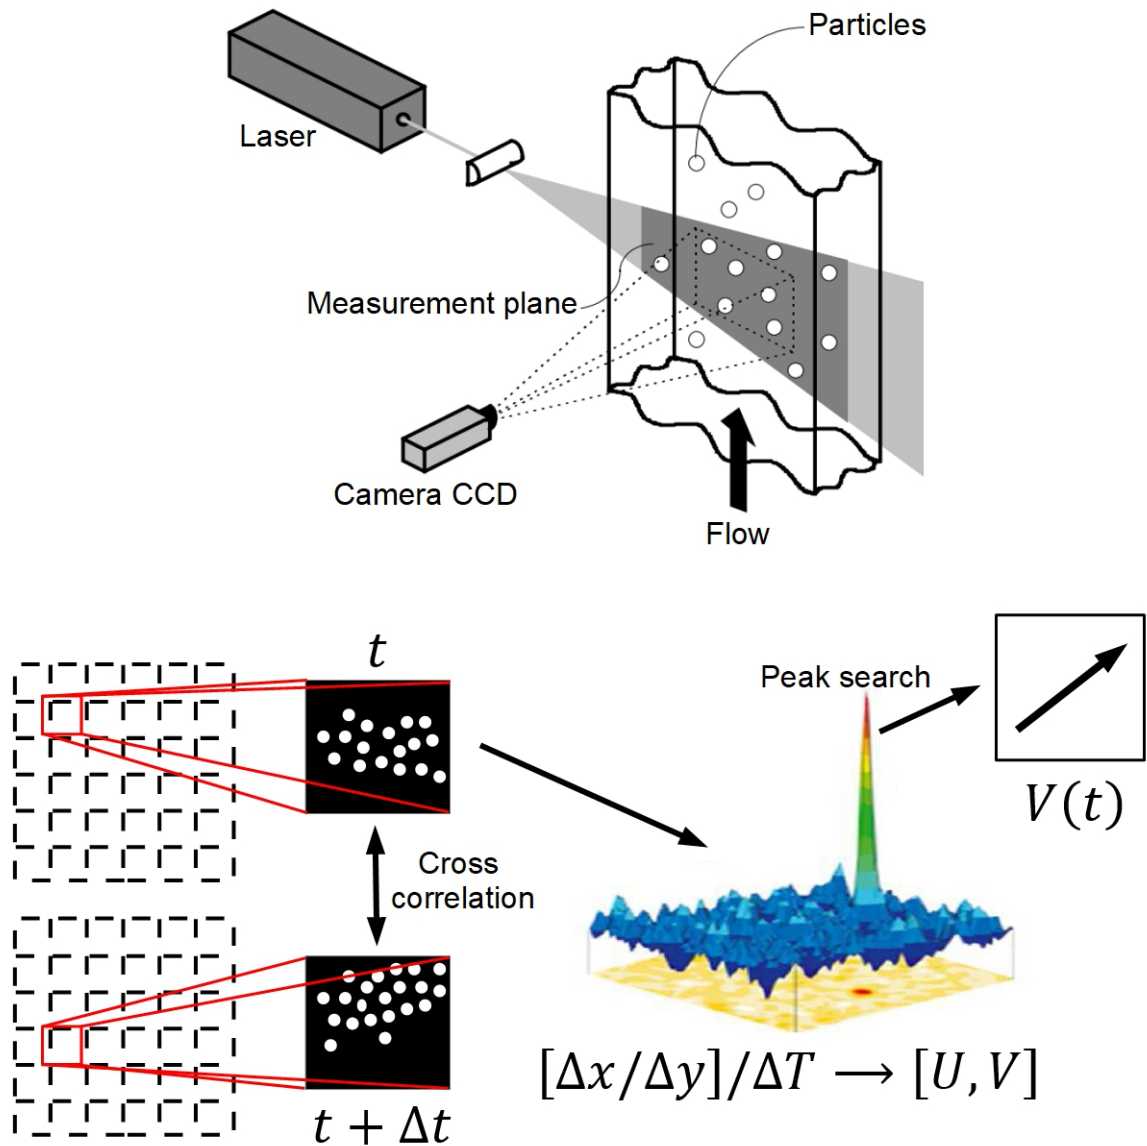 Particles
Laser
Measurement plane
Camera CCD
Flow
t
Peak search
V(t)
Cross
correlation
[Δx/Δy]/ΔT → [U, V]
t + Δt